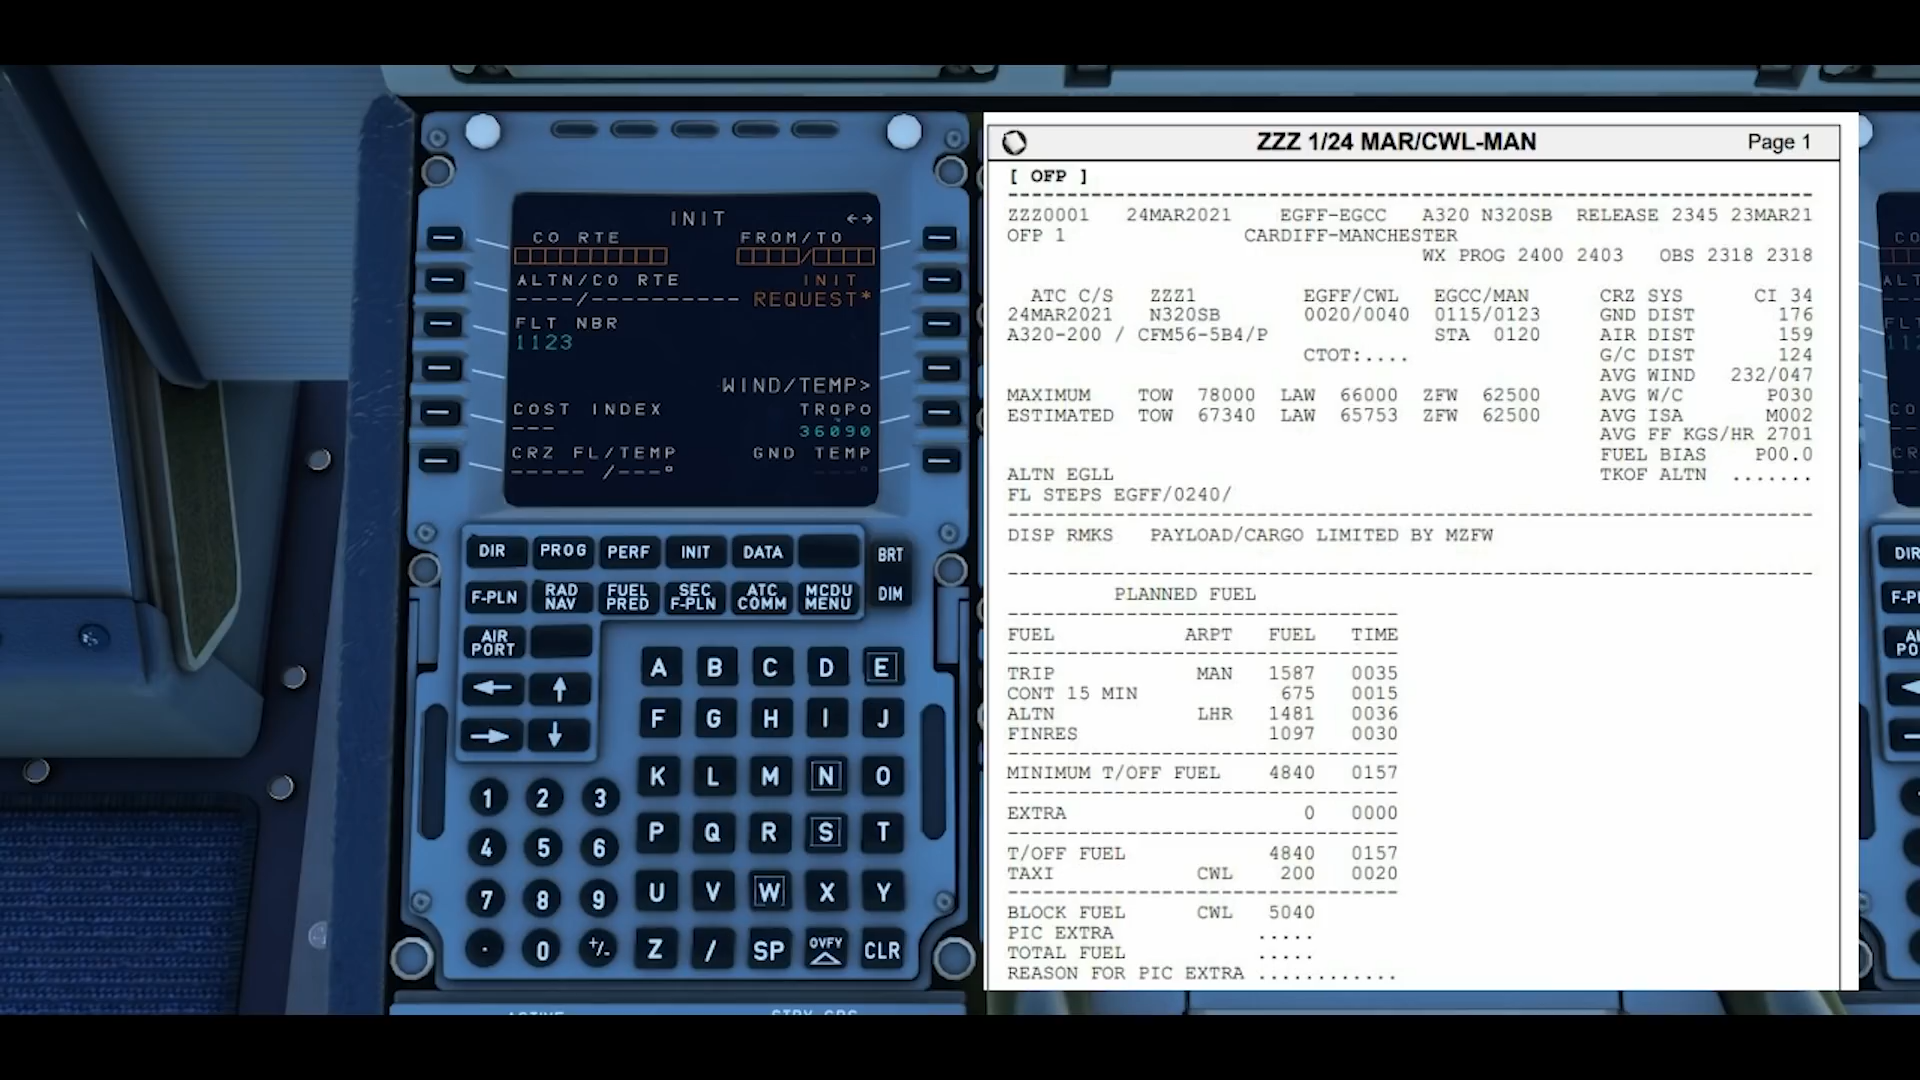 INIT ←→
CO RTE FROM/TO
ALTN/CO RTE INIT
----/---------- REQUEST*
FLT NBR
1123
WIND/TEMP>
COST INDEX TROPO
--- 36090
CRZ FL/TEMP GND TEMP
----- /---° ---°
DIR PROG PERF INIT DATA BRT
F-PLN RAD NAV FUEL PRED SEC F-PLN ATC COMM MCDU MENU DIM
AIR PORT
← ↑
→ ↓
A B C D E
F G H I J
K L M N O
P Q R S T
U V W X Y
Z / SP OVFY CLR
1 2 3
4 5 6
7 8 9
. 0 +/-
ZZZ 1/24 MAR/CWL-MAN Page 1
[ OFP ]
ZZZ0001 24MAR2021 EGFF-EGCC A320 N320SB RELEASE 2345 23MAR21
OFP 1 CARDIFF-MANCHESTER
WX PROG 2400 2403 OBS 2318 2318
ATC C/S ZZZ1 EGFF/CWL EGCC/MAN CRZ SYS CI 34
24MAR2021 N320SB 0020/0040 0115/0123 GND DIST 176
A320-200 / CFM56-5B4/P STA 0120 AIR DIST 159
CTOT:.... G/C DIST 124
AVG WIND 232/047
MAXIMUM TOW 78000 LAW 66000 ZFW 62500 AVG W/C P030
ESTIMATED TOW 67340 LAW 65753 ZFW 62500 AVG ISA M002
AVG FF KGS/HR 2701
FUEL BIAS P00.0
ALTN EGLL TKOF ALTN .......
FL STEPS EGFF/0240/
DISP RMKS PAYLOAD/CARGO LIMITED BY MZFW
PLANNED FUEL
FUEL ARPT FUEL TIME
TRIP MAN 1587 0035
CONT 15 MIN 675 0015
ALTN LHR 1481 0036
FINRES 1097 0030
MINIMUM T/OFF FUEL 4840 0157
EXTRA 0 0000
T/OFF FUEL 4840 0157
TAXI CWL 200 0020
BLOCK FUEL CWL 5040
PIC EXTRA .....
TOTAL FUEL .....
REASON FOR PIC EXTRA ............